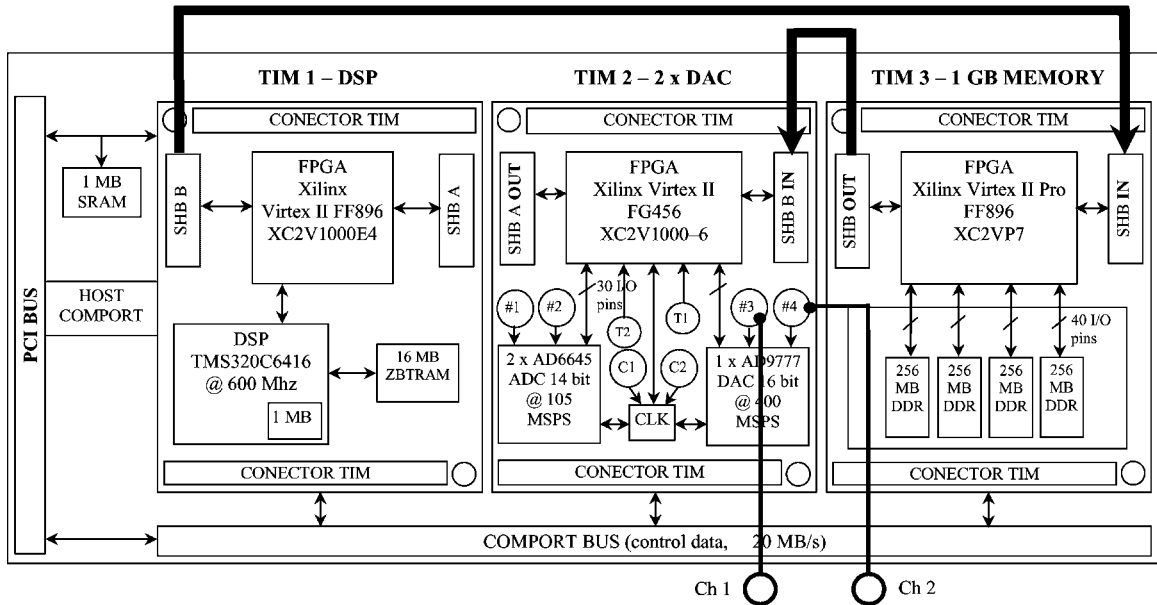 TIM 1 – DSP
TIM 2 – 2 x DAC
TIM 3 – 1 GB MEMORY
PCI BUS
1 MB
SRAM
HOST
COMPORT
CONECTOR TIM
SHB B
FPGA
Xilinx
Virtex II FF896
XC2V1000E4
SHB A
DSP
TMS320C6416
@ 600 Mhz
1 MB
16 MB
ZBTRAM
CONECTOR TIM
CONECTOR TIM
SHB A OUT
FPGA
Xilinx Virtex II
FG456
XC2V1000–6
SHB B IN
30 I/O
pins
#1
#2
T2
T1
#3
#4
C1
C2
2 x AD6645
ADC 14 bit
@ 105
MSPS
CLK
1 x AD9777
DAC 16 bit
@ 400
MSPS
CONECTOR TIM
CONECTOR TIM
SHB OUT
FPGA
Xilinx Virtex II Pro
FF896
XC2VP7
SHB IN
40 I/O
pins
256
MB
DDR
256
MB
DDR
256
MB
DDR
256
MB
DDR
CONECTOR TIM
COMPORT BUS (control data, 20 MB/s)
Ch 1
Ch 2